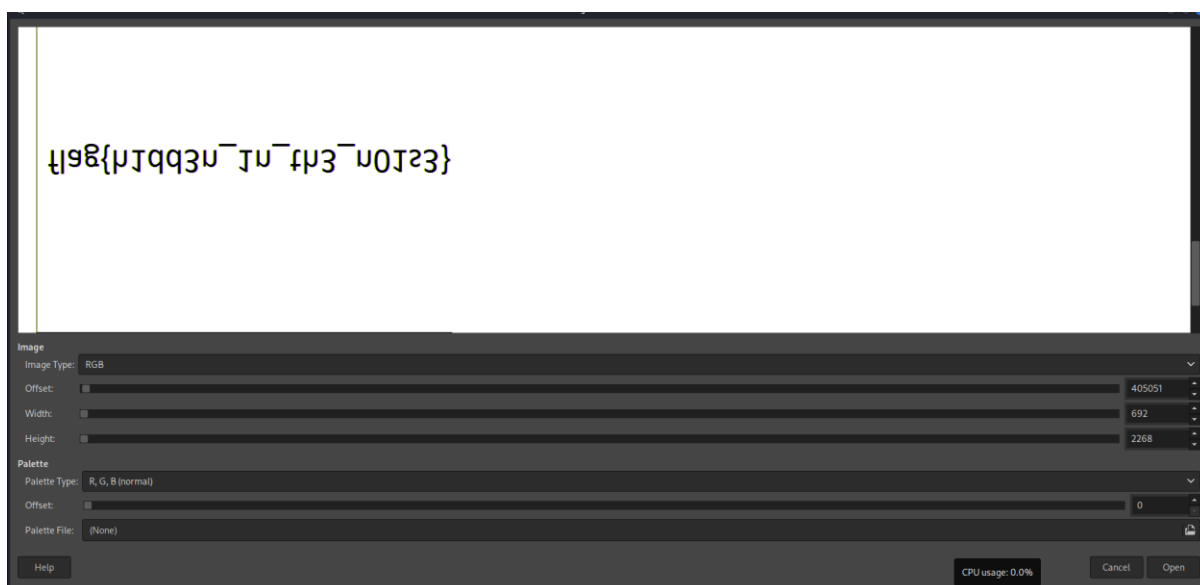 flag{h1dd3n_1n_th3_n01s3}
Image
Image Type: RGB
Offset: 405051
Width: 692
Height: 2268
Palette
Palette Type: R, G, B (normal)
Offset: 0
Palette File: (None)
Help
CPU usage: 0.0%
Cancel
Open